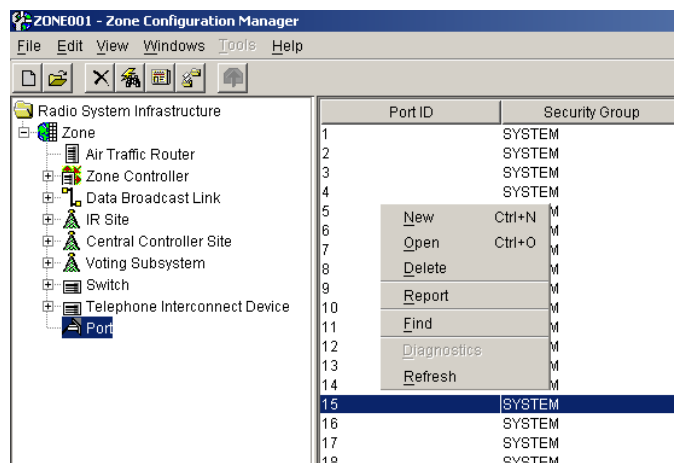 ZONE001 - Zone Configuration Manager
File Edit View Windows Tools Help
Radio System Infrastructure
Zone
Air Traffic Router
Zone Controller
Data Broadcast Link
IR Site
Central Controller Site
Voting Subsystem
Switch
Telephone Interconnect Device
Port
Port ID Security Group
1 SYSTEM
2 SYSTEM
3 SYSTEM
4 SYSTEM
5 M
6 M
7 M
8 M
9 M
10 M
11 M
12 M
13 M
14 M
15 SYSTEM
16 SYSTEM
17 SYSTEM
18 SYSTEM
New Ctrl+N
Open Ctrl+O
Delete
Report
Find
Diagnostics
Refresh